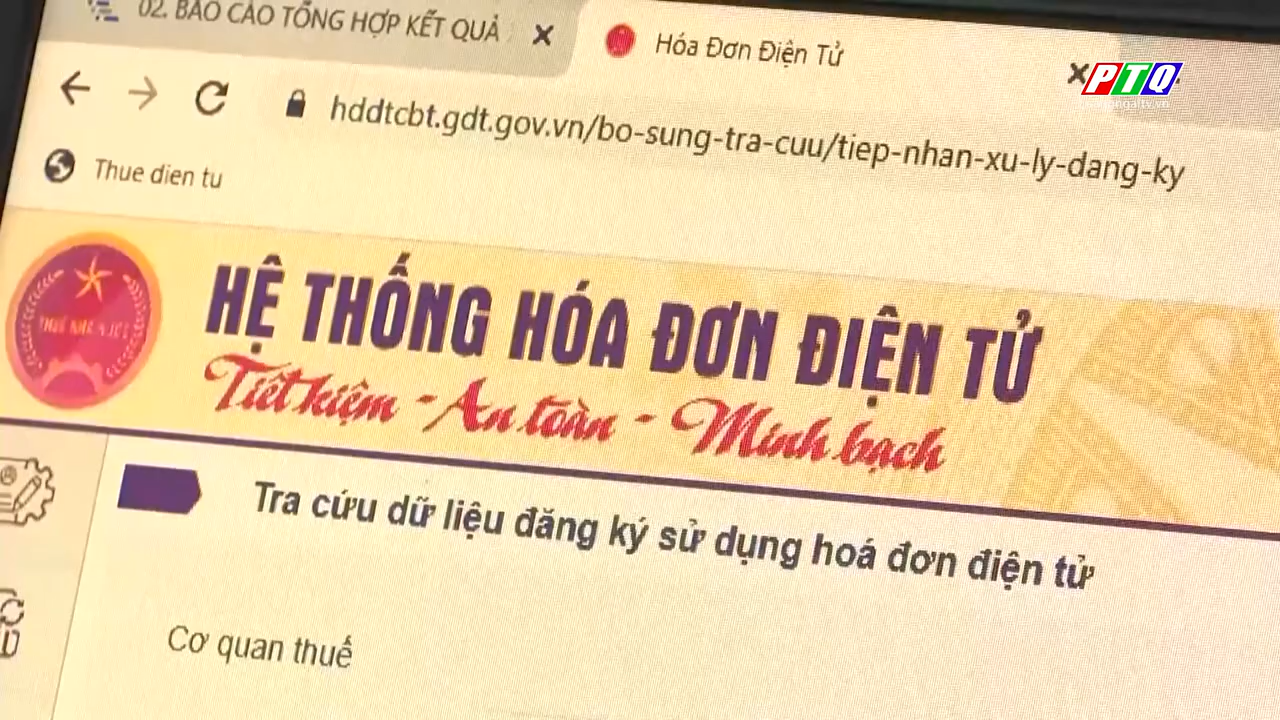 02. BÁO CÁO TỔNG HỢP KẾT QUẢ
Hóa Đơn Điện Tử
PTQ
hddtcbt.gdt.gov.vn/bo-sung-tra-cuu/tiep-nhan-xu-ly-dang-ky
Thue dien tu
HỆ THỐNG HÓA ĐƠN ĐIỆN TỬ
Tiết kiệm - An toàn - Minh bạch
Tra cứu dữ liệu đăng ký sử dụng hoá đơn điện tử
Cơ quan thuế